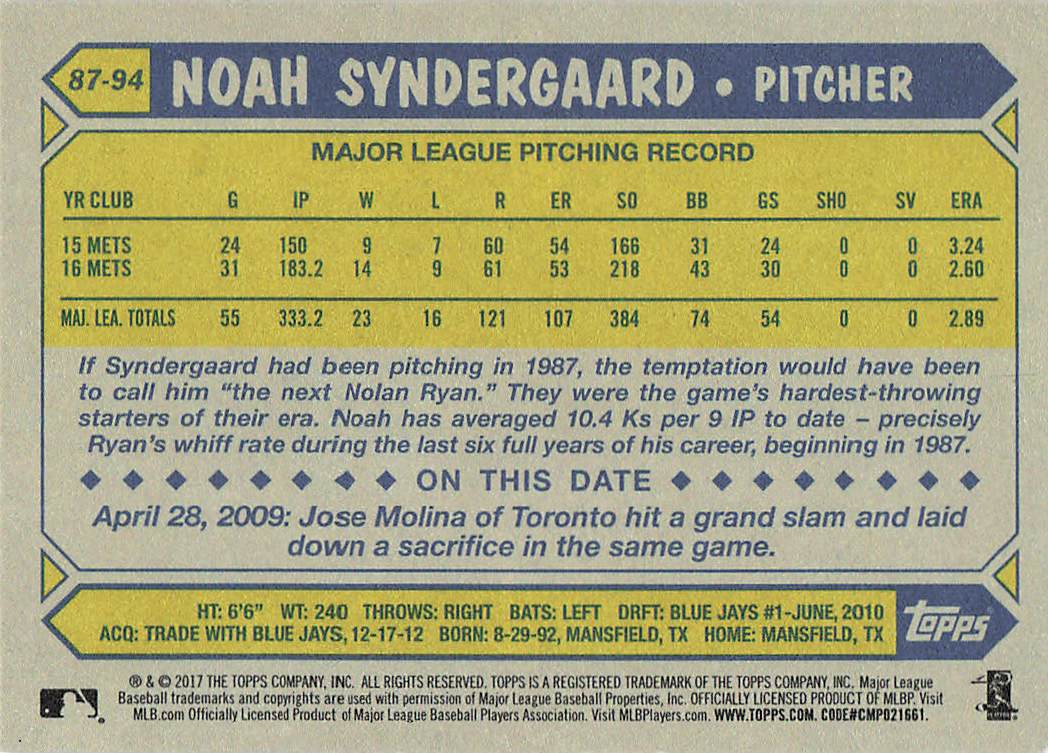 87-94 NOAH SYNDERGAARD • PITCHER
MAJOR LEAGUE PITCHING RECORD
YR CLUB G IP W L R ER SO BB GS SHO SV ERA
15 METS 24 150 9 7 60 54 166 31 24 0 0 3.24
16 METS 31 183.2 14 9 61 53 218 43 30 0 0 2.60
MAJ. LEA. TOTALS 55 333.2 23 16 121 107 384 74 54 0 0 2.89
If Syndergaard had been pitching in 1987, the temptation would have been
to call him “the next Nolan Ryan.” They were the game’s hardest-throwing
starters of their era. Noah has averaged 10.4 Ks per 9 IP to date – precisely
Ryan’s whiff rate during the last six full years of his career, beginning in 1987.
◆ ◆ ◆ ◆ ◆ ◆ ◆ ◆ ON THIS DATE ◆ ◆ ◆ ◆ ◆ ◆ ◆ ◆
April 28, 2009: Jose Molina of Toronto hit a grand slam and laid
down a sacrifice in the same game.
HT: 6’6” WT: 240 THROWS: RIGHT BATS: LEFT DRFT: BLUE JAYS #1-JUNE, 2010
ACQ: TRADE WITH BLUE JAYS, 12-17-12 BORN: 8-29-92, MANSFIELD, TX HOME: MANSFIELD, TX
Topps
® & © 2017 THE TOPPS COMPANY, INC. ALL RIGHTS RESERVED. TOPPS IS A REGISTERED TRADEMARK OF THE TOPPS COMPANY, INC. Major League
Baseball trademarks and copyrights are used with permission of Major League Baseball Properties, Inc. OFFICIALLY LICENSED PRODUCT OF MLBP. Visit
MLB.com Officially Licensed Product of Major League Baseball Players Association. Visit MLBPlayers.com. WWW.TOPPS.COM. CODE#CMP021661.